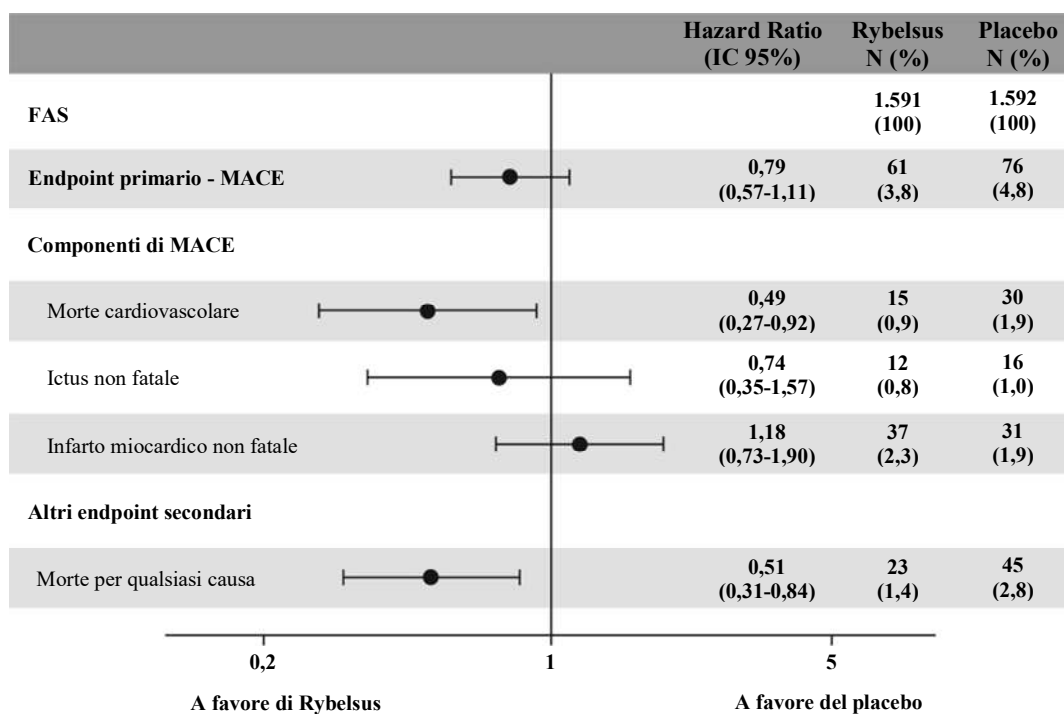 Hazard Ratio Rybelsus Placebo
(IC 95%) N (%) N (%)
FAS 1.591 1.592
(100) (100)
Endpoint primario - MACE 0,79 61 76
(0,57-1,11) (3,8) (4,8)
Componenti di MACE
Morte cardiovascolare 0,49 15 30
(0,27-0,92) (0,9) (1,9)
Ictus non fatale 0,74 12 16
(0,35-1,57) (0,8) (1,0)
Infarto miocardico non fatale 1,18 37 31
(0,73-1,90) (2,3) (1,9)
Altri endpoint secondari
Morte per qualsiasi causa 0,51 23 45
(0,31-0,84) (1,4) (2,8)
0,2 1 5
A favore di Rybelsus A favore del placebo